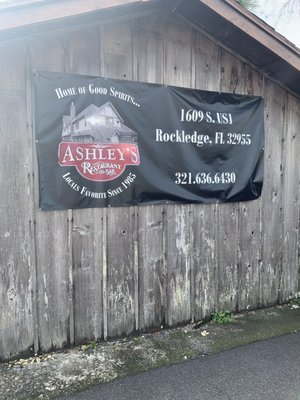 Home of Good Spirits...
ASHLEY'S
Restaurant
and BAR
Locals Favorite Since 1985
1609 S. US1
Rockledge, FL 32955
321.636.6430